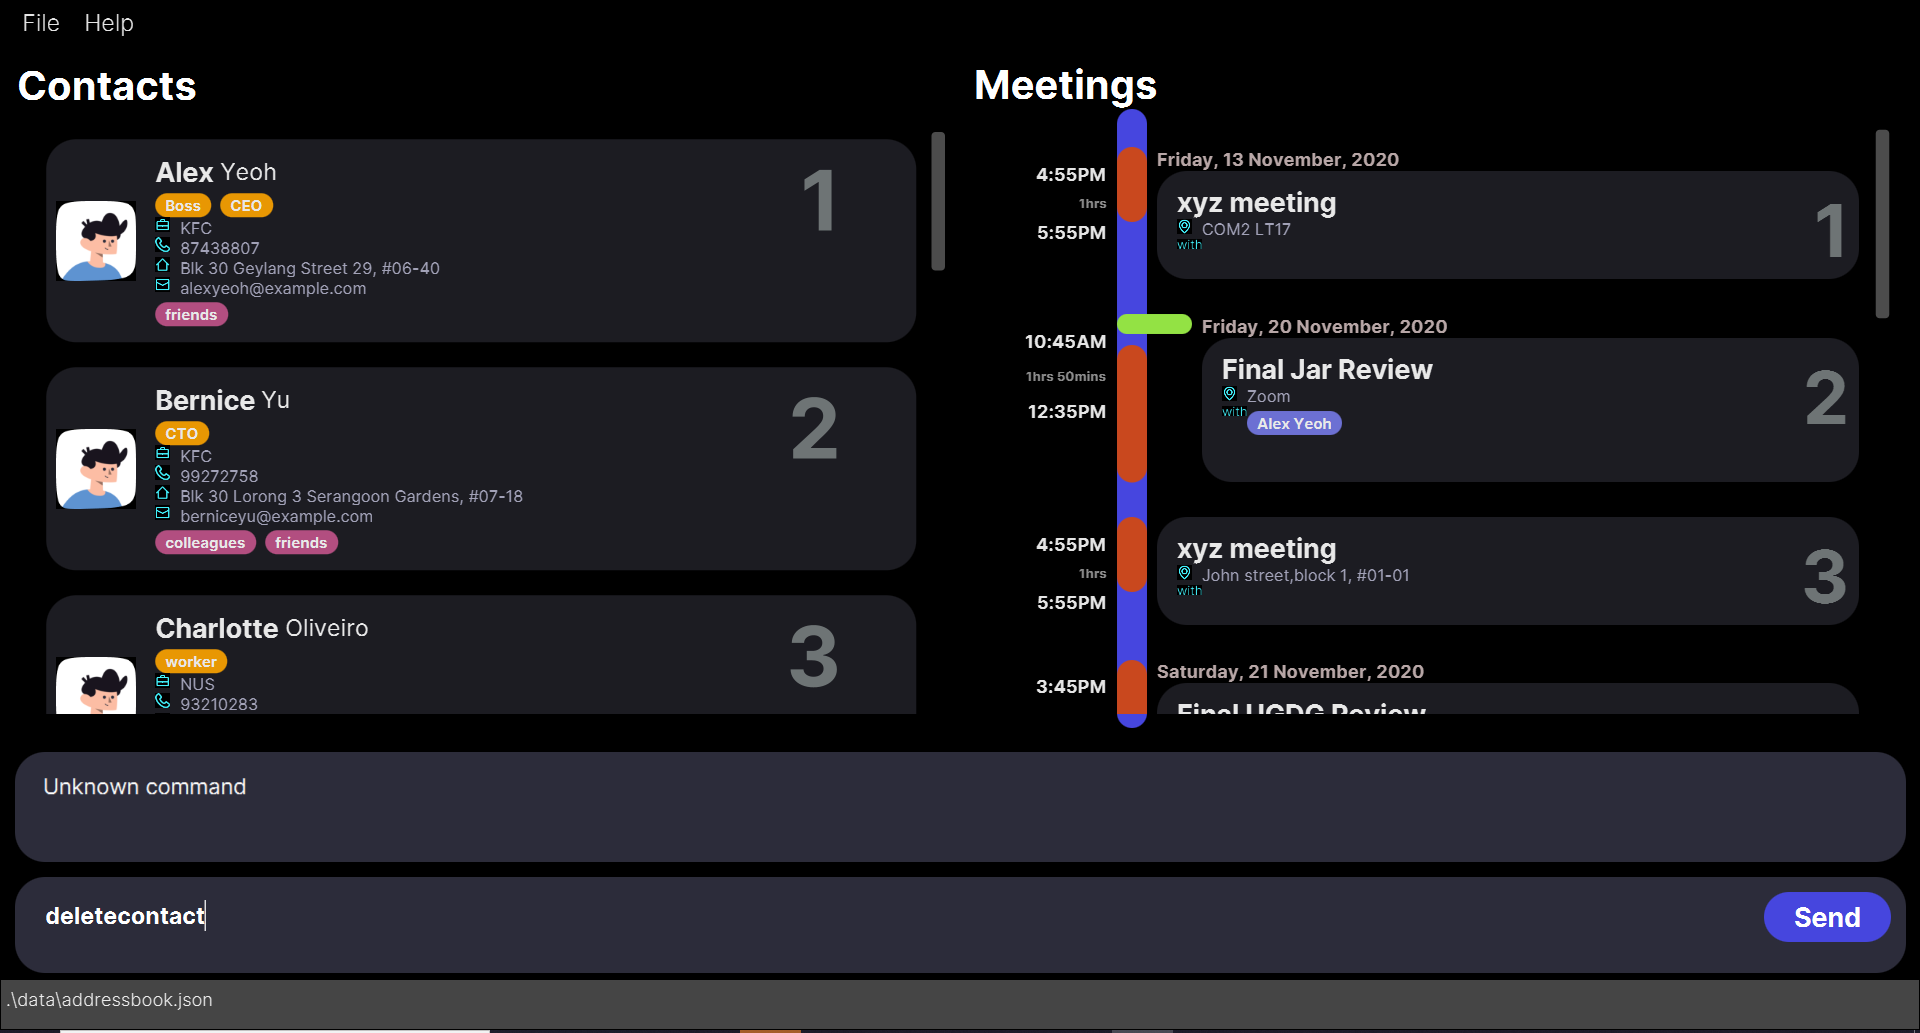 File Help
Contacts
Alex Yeoh
Boss CEO
KFC
87438807
Blk 30 Geylang Street 29, #06-40
alexyeoh@example.com
friends
1
Bernice Yu
CTO
KFC
99272758
Blk 30 Lorong 3 Serangoon Gardens, #07-18
berniceyu@example.com
colleagues friends
2
Charlotte Oliveiro
worker
NUS
93210283
3
Meetings
Friday, 13 November, 2020
4:55PM
1hrs
5:55PM
xyz meeting
COM2 LT17
with
1
Friday, 20 November, 2020
10:45AM
1hrs 50mins
12:35PM
Final Jar Review
Zoom
with
Alex Yeoh
2
4:55PM
1hrs
5:55PM
xyz meeting
John street,block 1, #01-01
with
3
Saturday, 21 November, 2020
3:45PM
Final UGDG Review
Unknown command
deletecontact
Send
.\data\addressbook.json